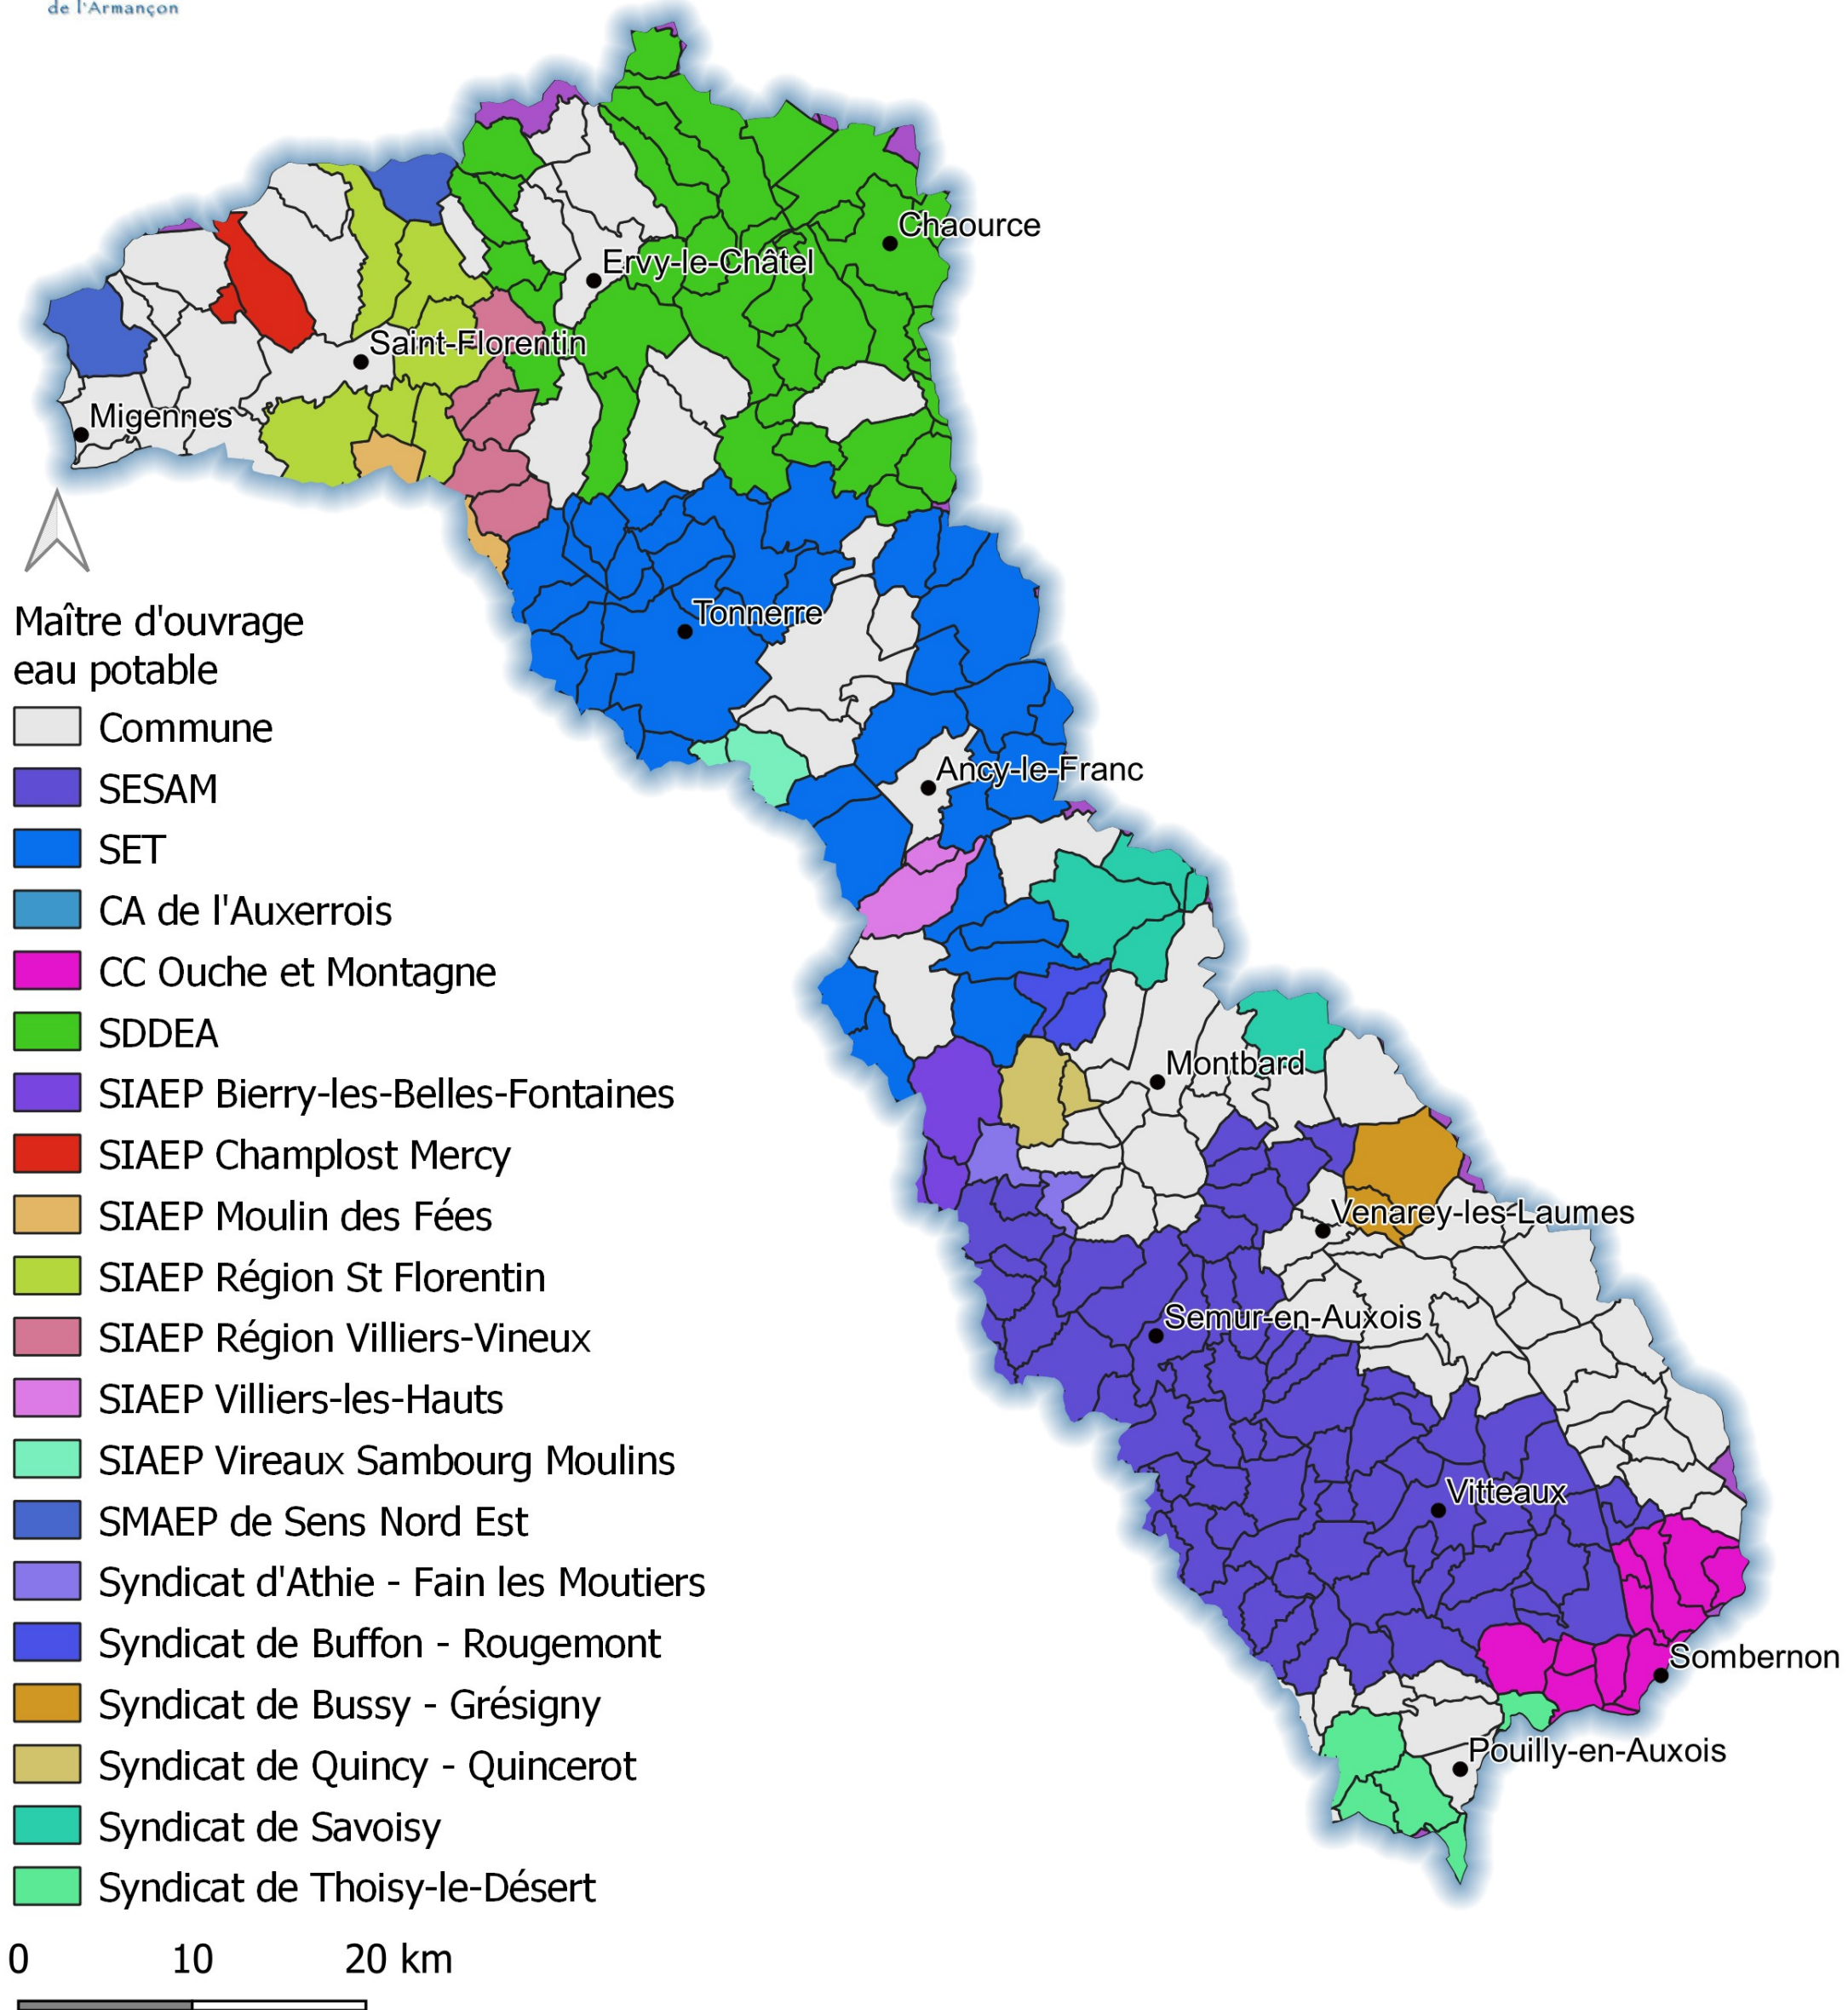 de l'Armançon
Chaource
Ervy-le-Châtel
Saint-Florentin
Migennes
Tonnerre
Maître d'ouvrage
eau potable
Commune
SESAM
SET
CA de l'Auxerrois
CC Ouche et Montagne
SDDEA
SIAEP Bierry-les-Belles-Fontaines
SIAEP Champlost Mercy
SIAEP Moulin des Fées
SIAEP Région St Florentin
SIAEP Région Villiers-Vineux
SIAEP Villiers-les-Hauts
SIAEP Vireaux Sambourg Moulins
SMAEP de Sens Nord Est
Syndicat d'Athie - Fain les Moutiers
Syndicat de Buffon - Rougemont
Syndicat de Bussy - Grésigny
Syndicat de Quincy - Quincerot
Syndicat de Savoisy
Syndicat de Thoisy-le-Désert
Ancy-le-Franc
Montbard
Venarey-les-Laumes
Semur-en-Auxois
Vitteaux
Sombernon
Pouilly-en-Auxois
0 10 20 km